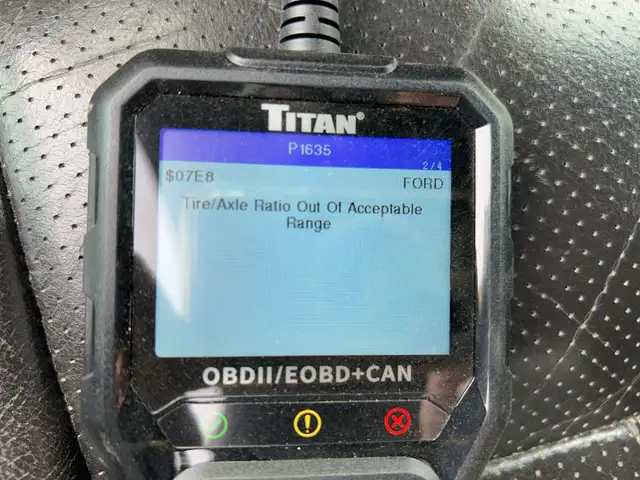 TITAN®
P1635
2/4
$07E8 FORD
Tire/Axle Ratio Out Of Acceptable
Range
OBDII/EOBD+CAN